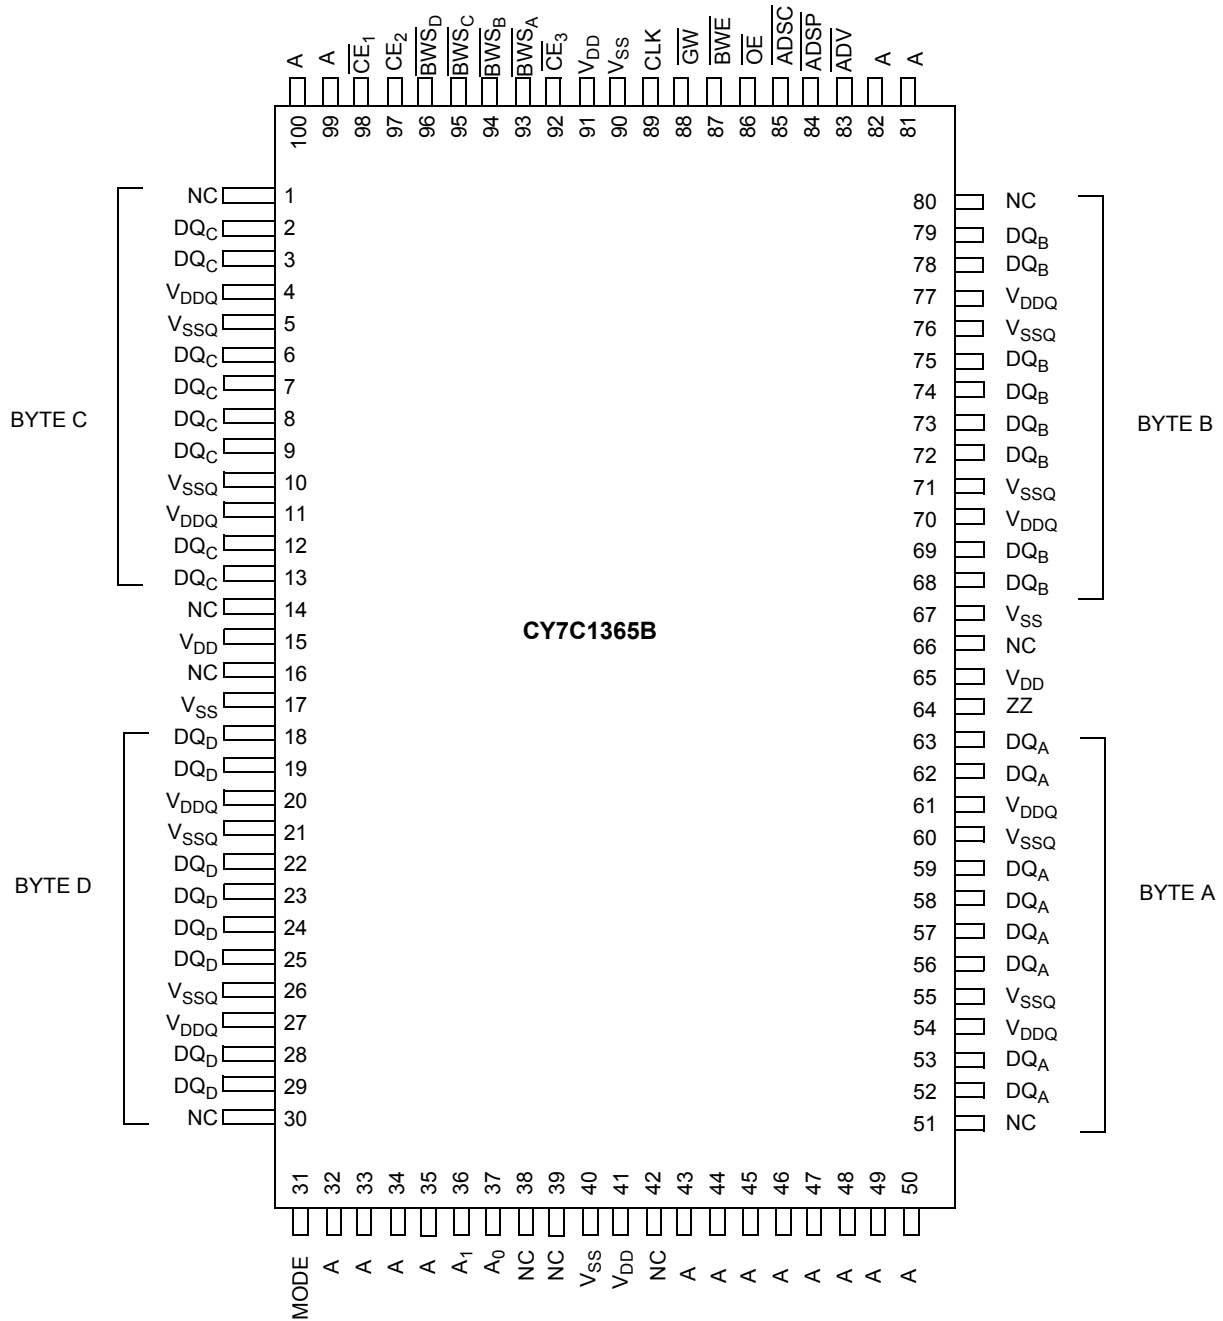 A A CE1 CE2 BWSD BWSC BWSB BWSA CE3 VDD VSS CLK GW BWE OE ADSC ADSP ADV A A
100 99 98 97 96 95 94 93 92 91 90 89 88 87 86 85 84 83 82 81
NC 1
DQC 2
DQC 3
VDDQ 4
VSSQ 5
DQC 6
DQC 7
DQC 8
DQC 9
VSSQ 10
VDDQ 11
DQC 12
DQC 13
BYTE C
NC 14
VDD 15
NC 16
VSS 17
DQD 18
DQD 19
VDDQ 20
VSSQ 21
DQD 22
DQD 23
DQD 24
DQD 25
VSSQ 26
VDDQ 27
DQD 28
DQD 29
NC 30
BYTE D
CY7C1365B
80 NC
79 DQB
78 DQB
77 VDDQ
76 VSSQ
75 DQB
74 DQB
73 DQB
72 DQB
71 VSSQ
70 VDDQ
69 DQB
68 DQB
BYTE B
67 VSS
66 NC
65 VDD
64 ZZ
63 DQA
62 DQA
61 VDDQ
60 VSSQ
59 DQA
58 DQA
57 DQA
56 DQA
55 VSSQ
54 VDDQ
53 DQA
52 DQA
51 NC
BYTE A
31 32 33 34 35 36 37 38 39 40 41 42 43 44 45 46 47 48 49 50
MODE A A A A A1 A0 NC NC VSS VDD NC A A A A A A A A